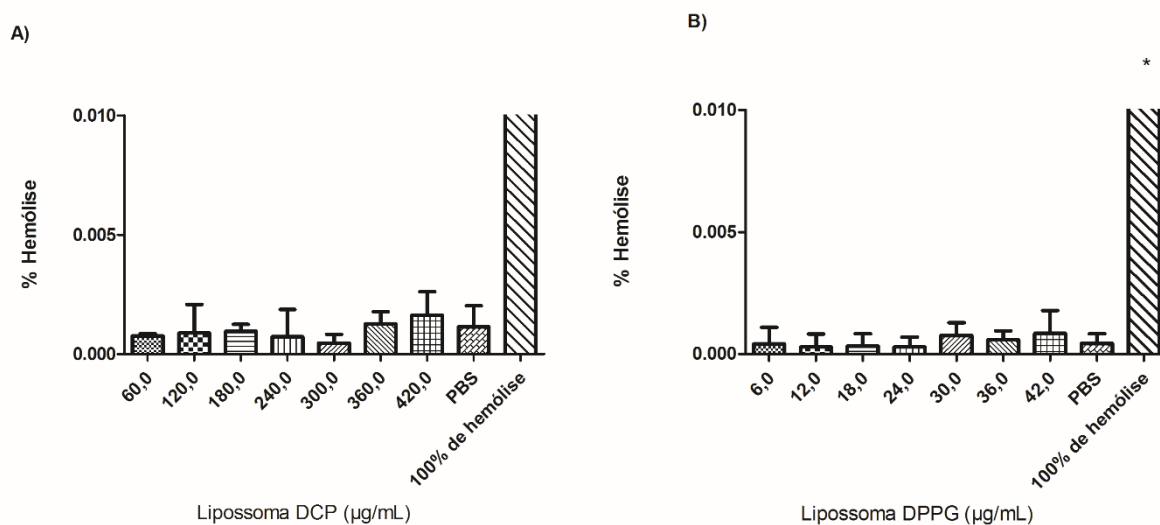 A)
0.010
0.005
0.000
% Hemólise
60,0
120,0
180,0
240,0
300,0
360,0
420,0
PBS
100% de hemólise
Lipossoma DCP (µg/mL)
B)
*
0.010
0.005
0.000
% Hemólise
6,0
12,0
18,0
24,0
30,0
36,0
42,0
PBS
100% de hemólise
Lipossoma DPPG (µg/mL)